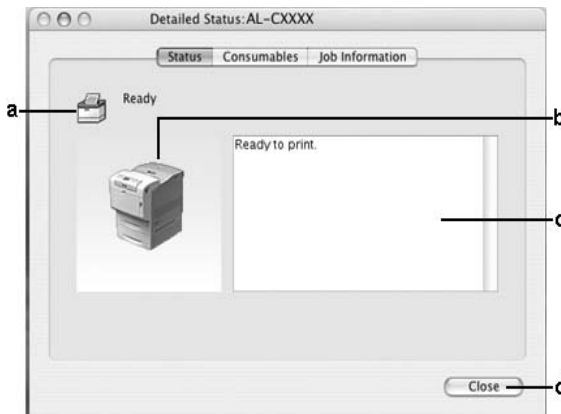 Detailed Status:AL-CXXXX
Status Consumables Job Information
a
Ready
b
Ready to print.
c
Close
d